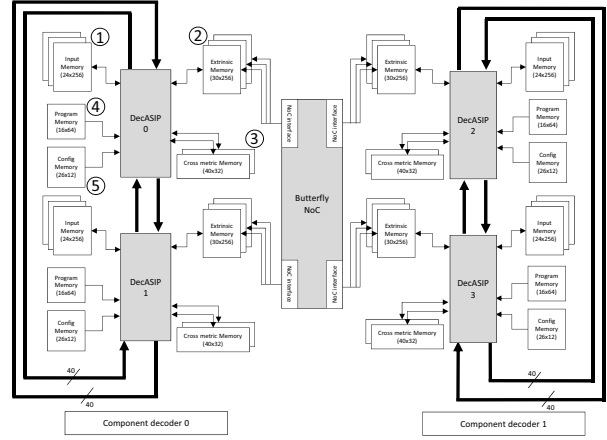 1
Input
Memory
(24x256)
2
Extrinsic
Memory
(30x256)
4
Program
Memory
(16x64)
DecASIP
0
3
Config
Memory
(26x12)
Cross metric Memory
(40x32)
5
Input
Memory
(24x256)
Extrinsic
Memory
(30x256)
Program
Memory
(16x64)
DecASIP
1
Config
Memory
(26x12)
Cross metric Memory
(40x32)
40
40
Component decoder 0
NoC interface
NoC interface
Butterfly
NoC
NoC interface
NoC interface
Extrinsic
Memory
(30x256)
Input
Memory
(24x256)
DecASIP
2
Program
Memory
(16x64)
Cross metric Memory
(40x32)
Config
Memory
(26x12)
Extrinsic
Memory
(30x256)
Input
Memory
(24x256)
DecASIP
3
Program
Memory
(16x64)
Cross metric Memory
(40x32)
Config
Memory
(26x12)
40
40
Component decoder 1